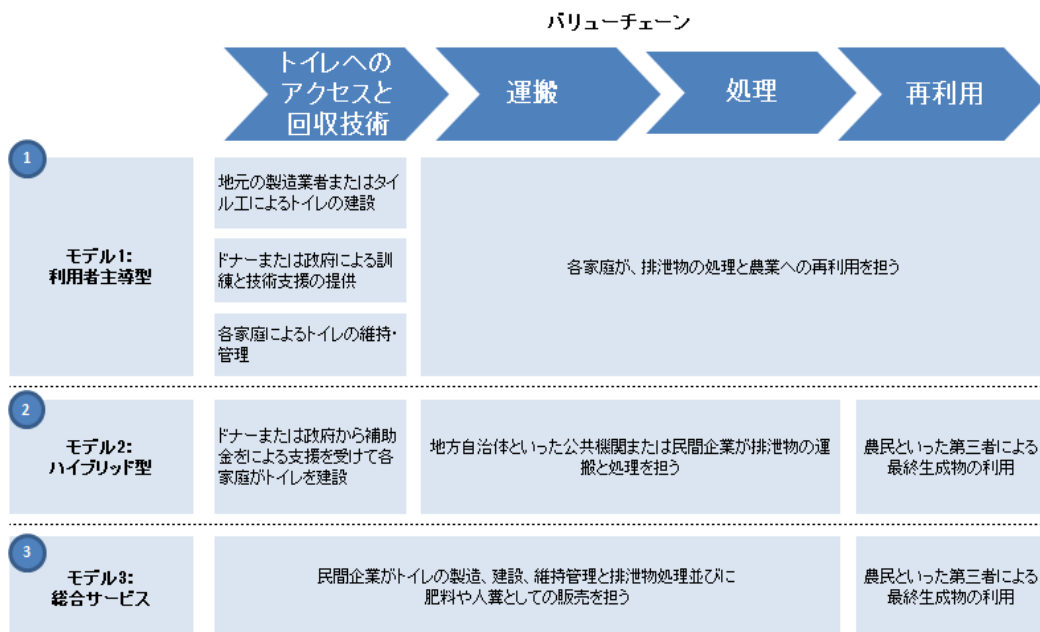 バリューチェーン
トイレへの
アクセスと
回収技術
運搬
処理
再利用
1
モデル1:
利用者主導型
地元の製造業者またはタイ
ル工によるトイレの建設
ドナーまたは政府による訓
練と技術支援の提供
各家庭によるトイレの維持・
管理
各家庭が、排泄物の処理と農業への再利用を担う
2
モデル2:
ハイブリッド型
ドナーまたは政府から補助
金をによる支援を受けて各
家庭がトイレを建設
地方自治体といった公共機関または民間企業が排泄物の運
搬と処理を担う
農民といった第三者による
最終生成物の利用
3
モデル3:
総合サービス
民間企業がトイレの製造、建設、維持管理と排泄物処理並びに
肥料や人糞としての販売を担う
農民といった第三者による
最終生成物の利用